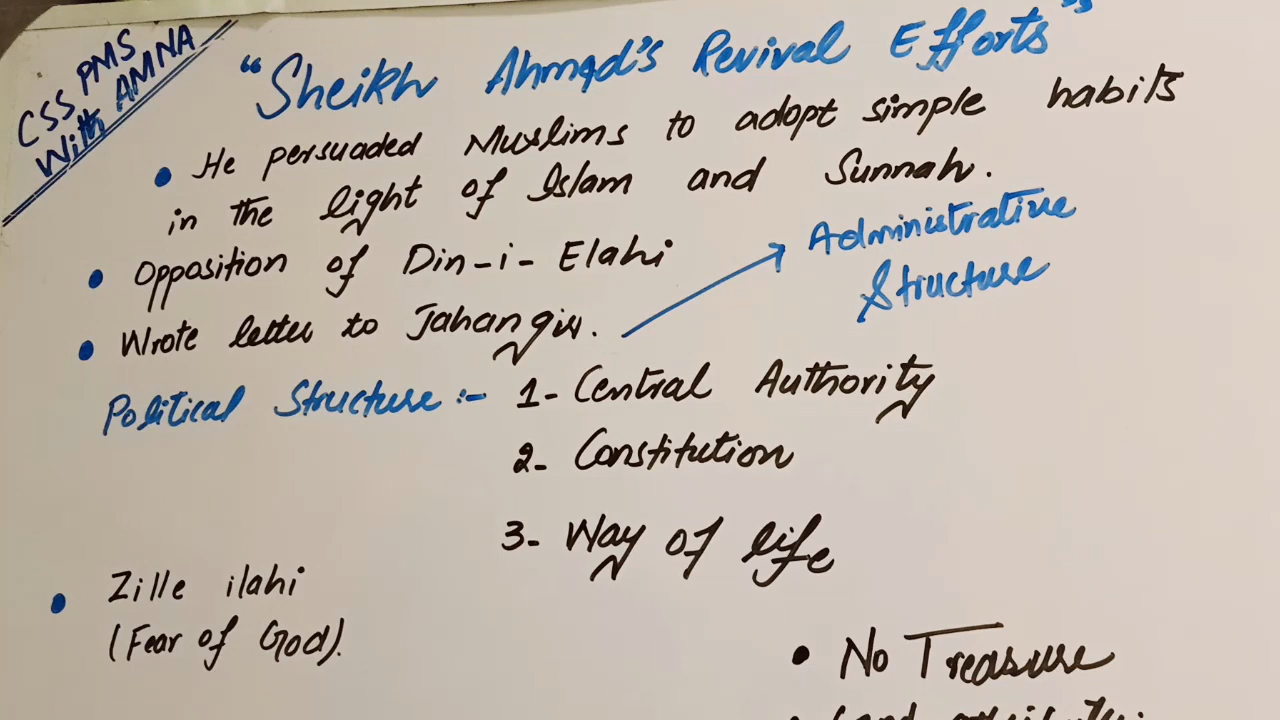 CSS PMS
With AMNA
"Sheikh Ahmad's Revival Efforts"
• He persuaded Muslims to adopt simple habits
in the light of Islam and Sunnah.
• Opposition of Din-i-Elahi
• Wrote letter to Jahangir.
Administrative
Structure
Political Structure :- 1- Central Authority
2- Constitution
3- Way of life
• Zille ilahi
(Fear of God).
• No Treasure